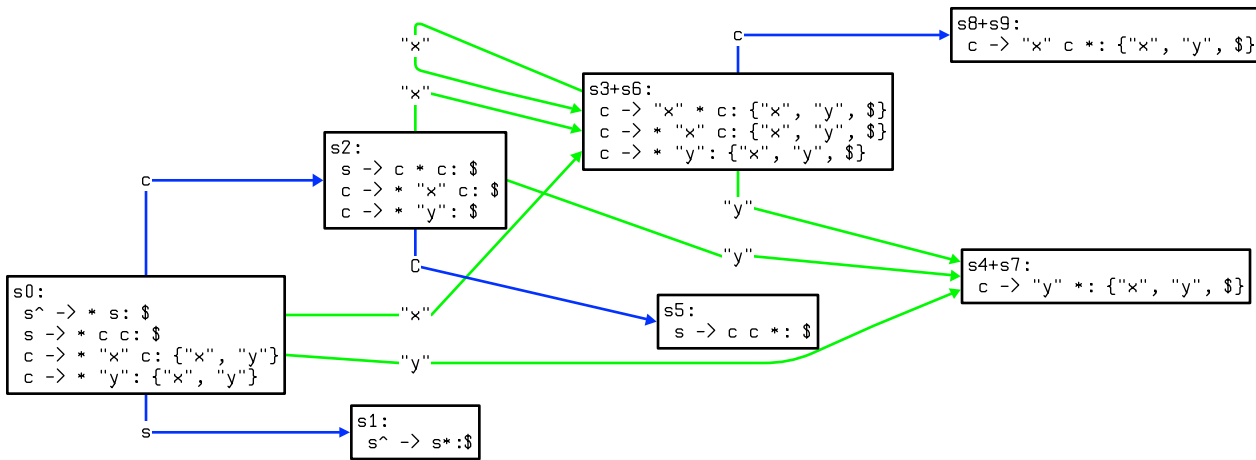 s8+s9:
c -> "x" c *: {"x", "y", $}
c
"x"
"x"
s3+s6:
c -> "x" * c: {"x", "y", $}
c -> * "x" c: {"x", "y", $}
c -> * "y": {"x", "y", $}
s2:
s -> c * c: $
c -> * "x" c: $
c -> * "y": $
c
"y"
"y"
C
s4+s7:
c -> "y" *: {"x", "y", $}
s0:
s^ -> * s: $
s -> * c c: $
c -> * "x" c: {"x", "y"}
c -> * "y": {"x", "y"}
"x"
"y"
s5:
s -> c c *: $
s
s1:
s^ -> s*:$